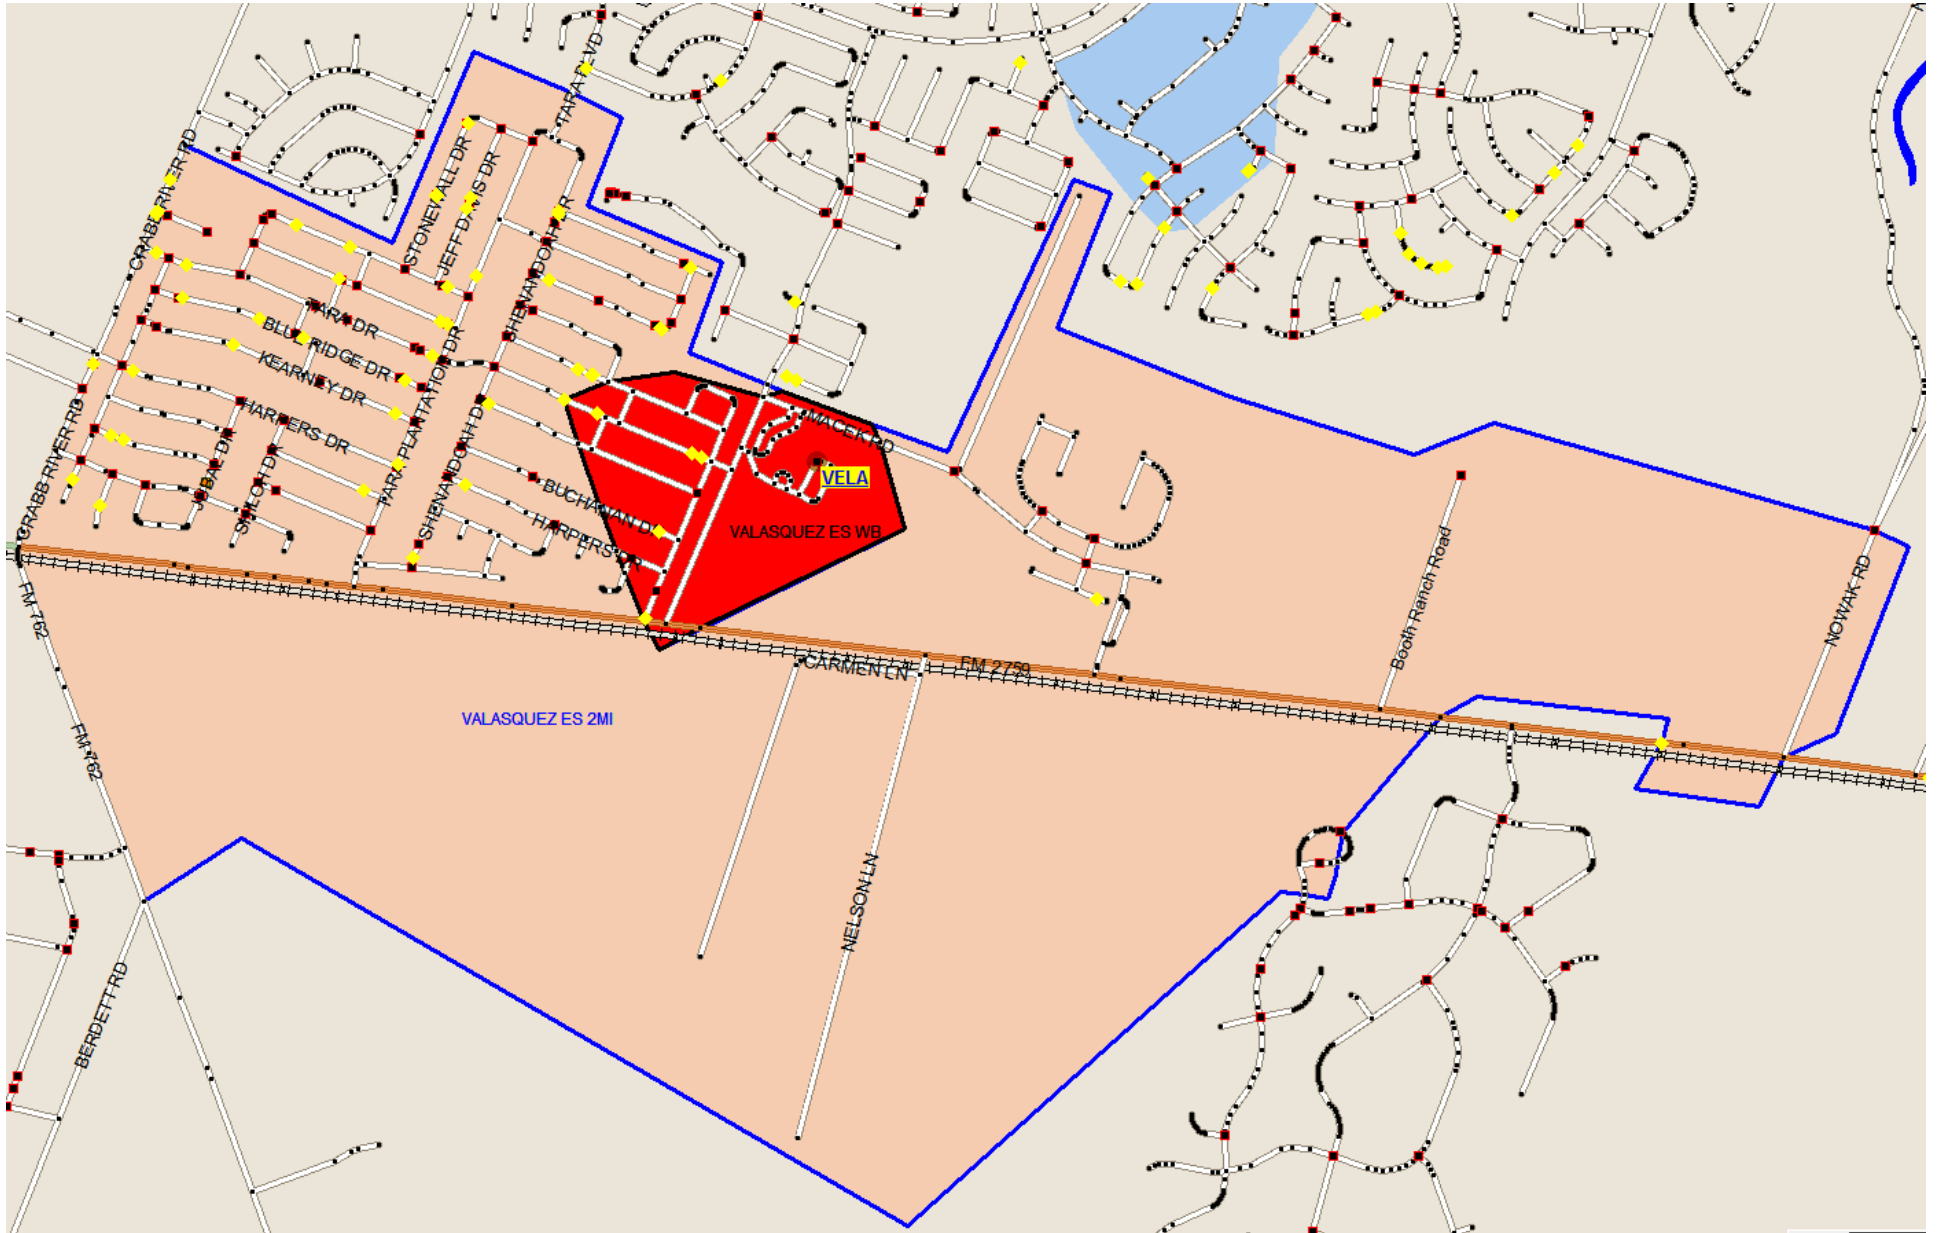 TARA BLVD
CRABB RIVER RD
STONEWALL DR
JEFF DAVIS DR
SHENANDOAH DR
TARA DR
BLUE RIDGE DR
KEARNEY DR
TARA PLANTATION DR
HARPERS DR
CRABB RIVER RD
JUBAL DR
SHILOH DR
SHENANDOAH DR
MACEK RD
VELA
BUCHANAN DR
HARPERS DR
VALASQUEZ ES WB
Booth Ranch Road
NOWAK RD
FM 762
CARMEN LN
FM 2759
VALASQUEZ ES 2MI
FM 762
NELSON LN
BERDETT RD